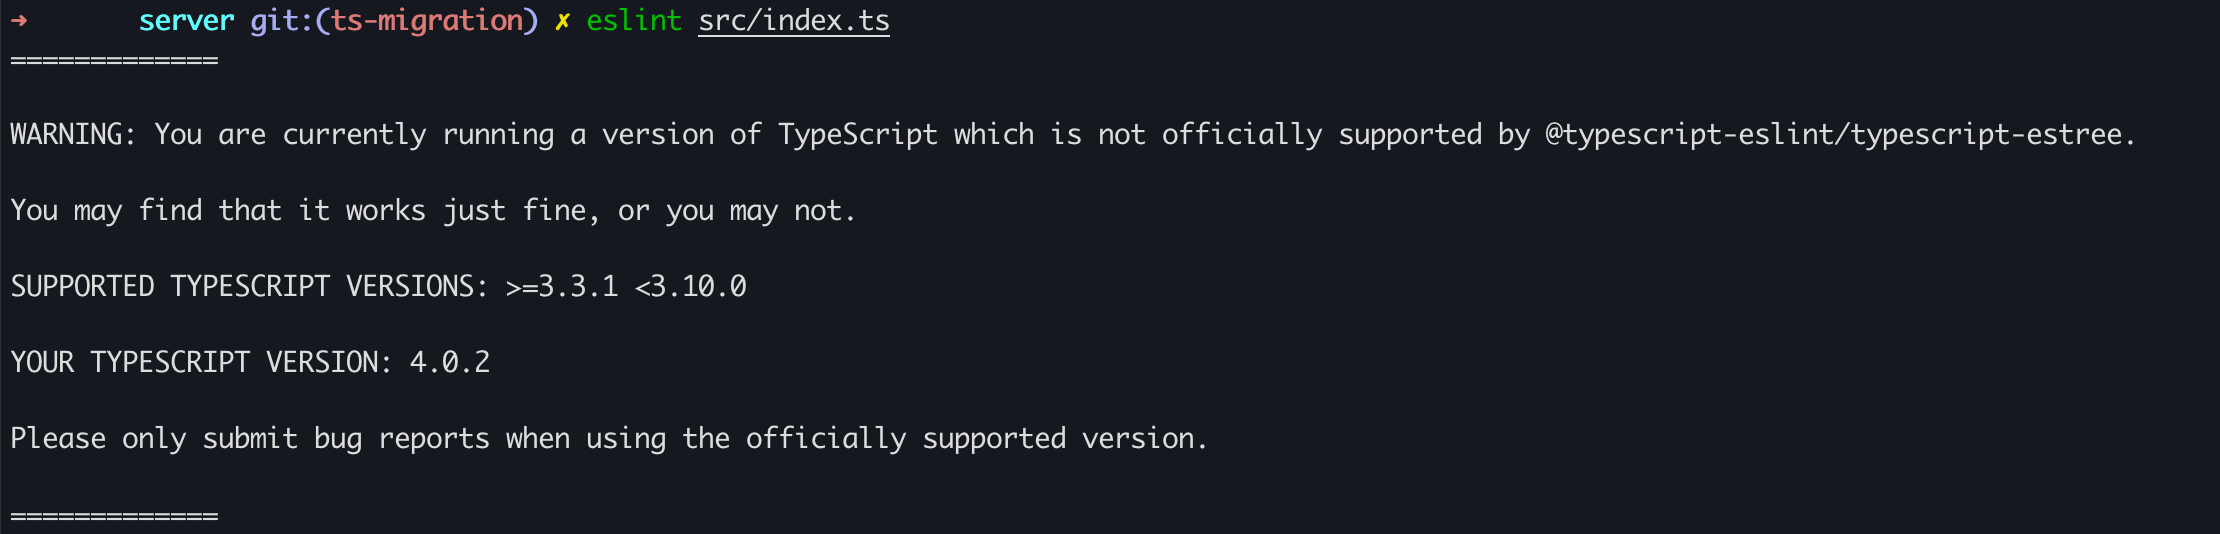 ➜ server git:(ts-migration) ✗ eslint src/index.ts
=============
WARNING: You are currently running a version of TypeScript which is not officially supported by @typescript-eslint/typescript-estree.
You may find that it works just fine, or you may not.
SUPPORTED TYPESCRIPT VERSIONS: >=3.3.1 <3.10.0
YOUR TYPESCRIPT VERSION: 4.0.2
Please only submit bug reports when using the officially supported version.
=============